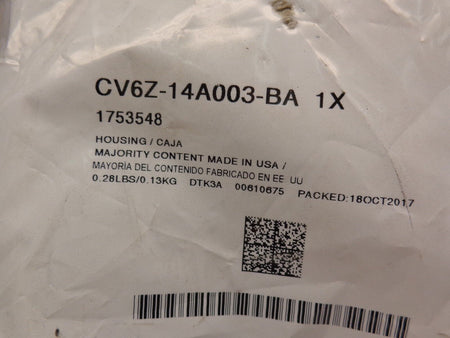 CV6Z-14A003-BA 1X
1753548
HOUSING / CAJA
MAJORITY CONTENT MADE IN USA /
MAYORÍA DEL CONTENIDO FABRICADO EN EE UU
0.28LBS/0.13KG DTK3A 00610675 PACKED:18OCT2017